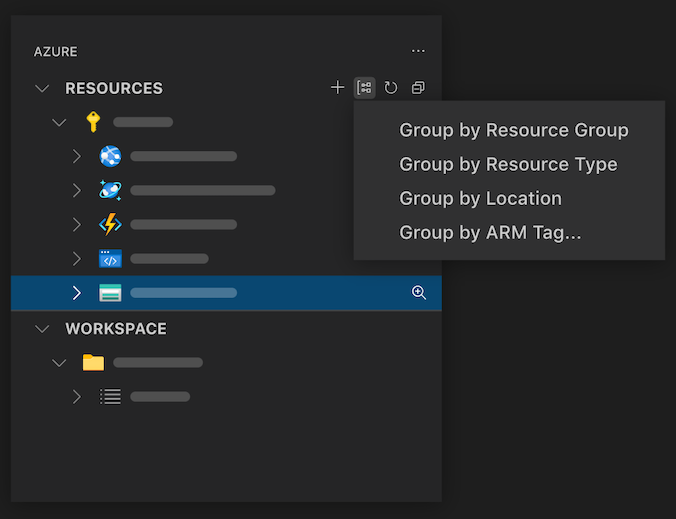 AZURE
RESOURCES
Group by Resource Group
Group by Resource Type
Group by Location
Group by ARM Tag...
WORKSPACE